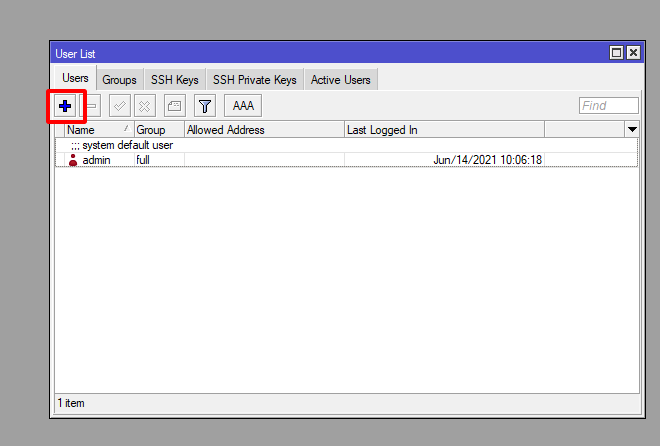 User List
Users Groups SSH Keys SSH Private Keys Active Users
AAA Find
Name Group Allowed Address Last Logged In
;;; system default user
admin full Jun/14/2021 10:06:18
1 item